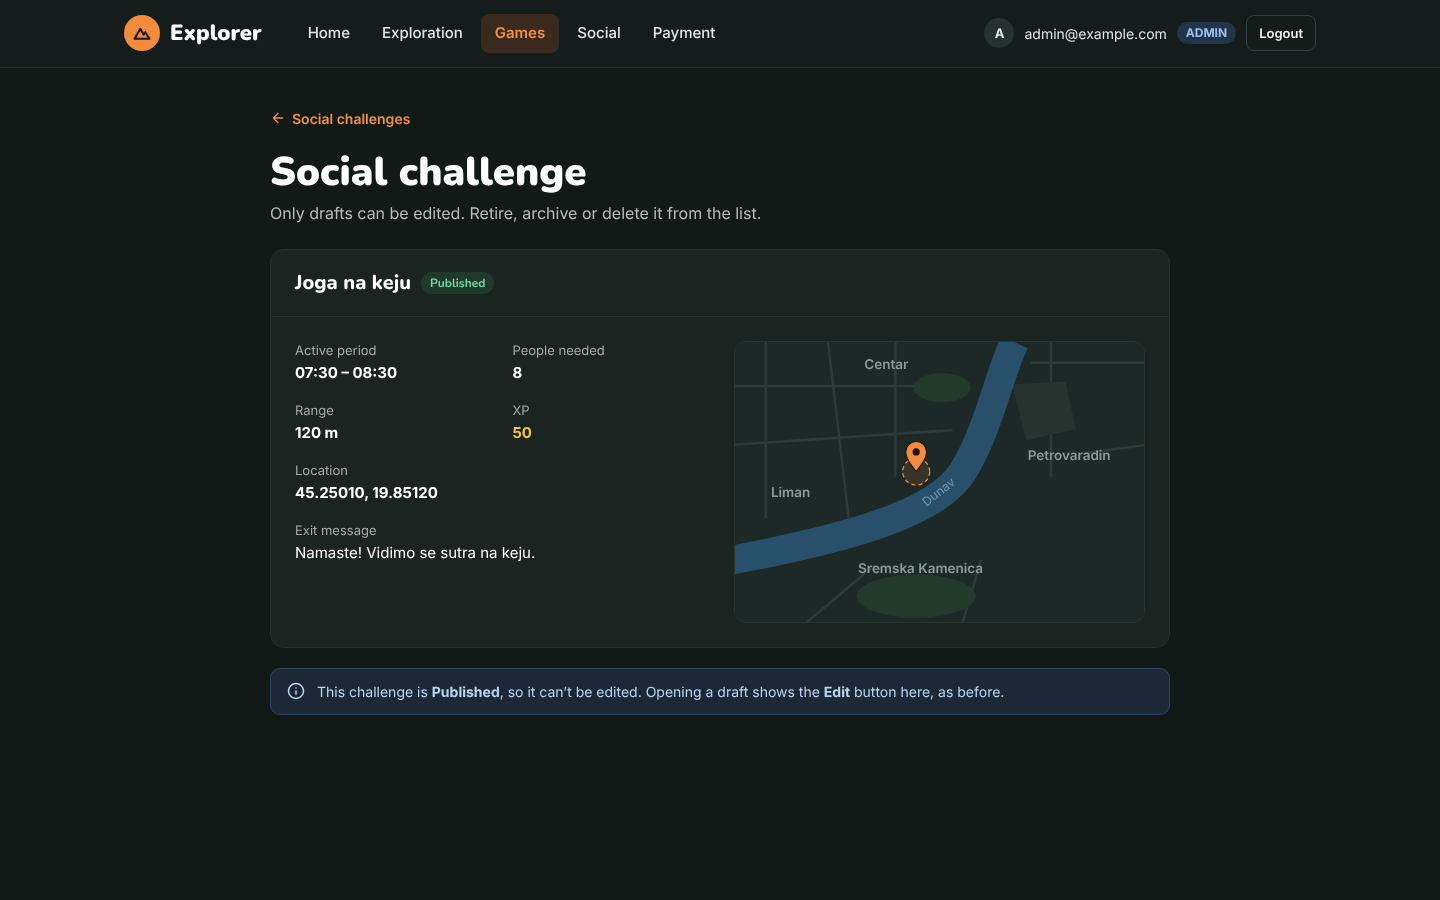 Explorer
Home
Exploration
Games
Social
Payment
A
admin@example.com
ADMIN
Logout
Social challenges
Social challenge
Only drafts can be edited. Retire, archive or delete it from the list.
Joga na keju
Published
Active period
07:30 – 08:30
People needed
8
Range
120 m
XP
50
Location
45.25010, 19.85120
Exit message
Namaste! Vidimo se sutra na keju.
Centar
Petrovaradin
Liman
Dunav
Sremska Kamenica
This challenge is Published, so it can’t be edited. Opening a draft shows the Edit button here, as before.